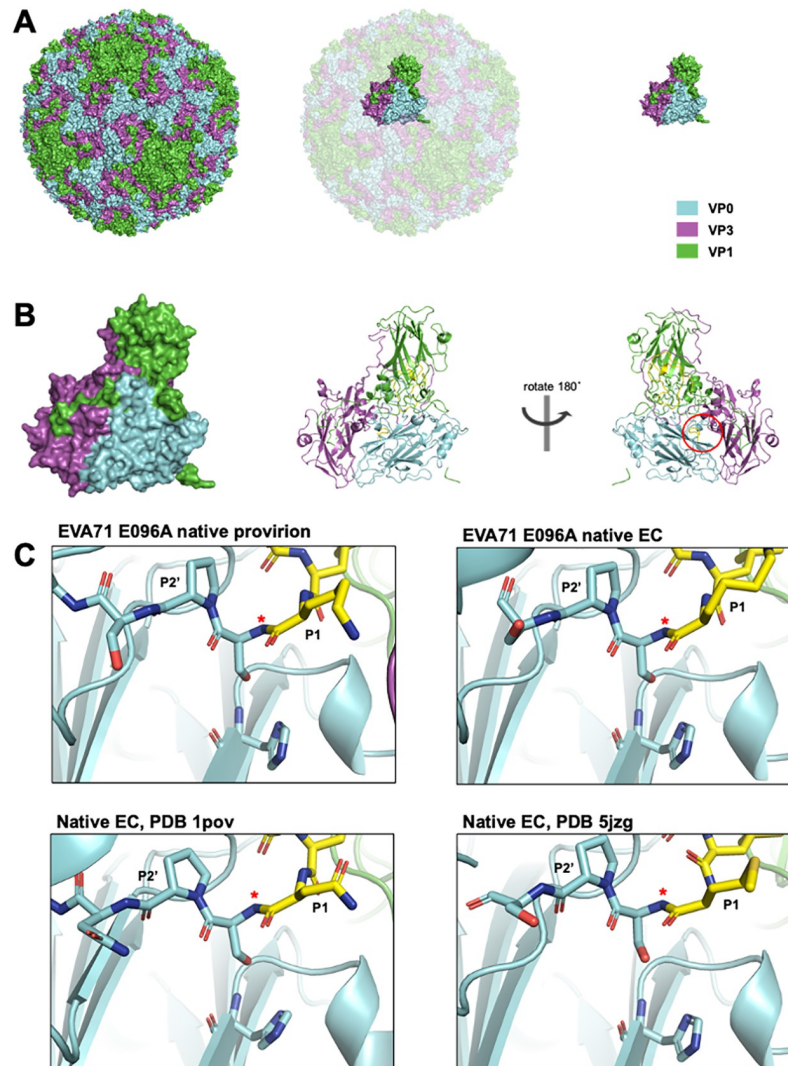 A
VP0
VP3
VP1
B
rotate 180˚
EVA71 E096A native provirion
EVA71 E096A native EC
C
P2'
*
P1
P2'
*
P1
Native EC, PDB 1pov
Native EC, PDB 5jzg
P2'
*
P1
P2'
*
P1